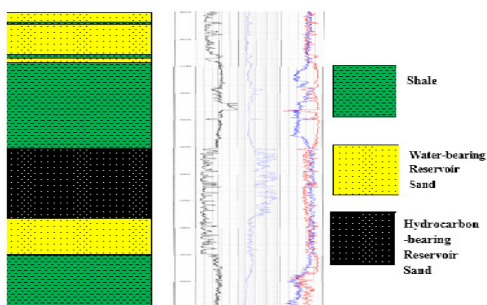 Shale
Water-bearing
Reservoir
Sand
Hydrocarbon
-bearing
Reservoir
Sand